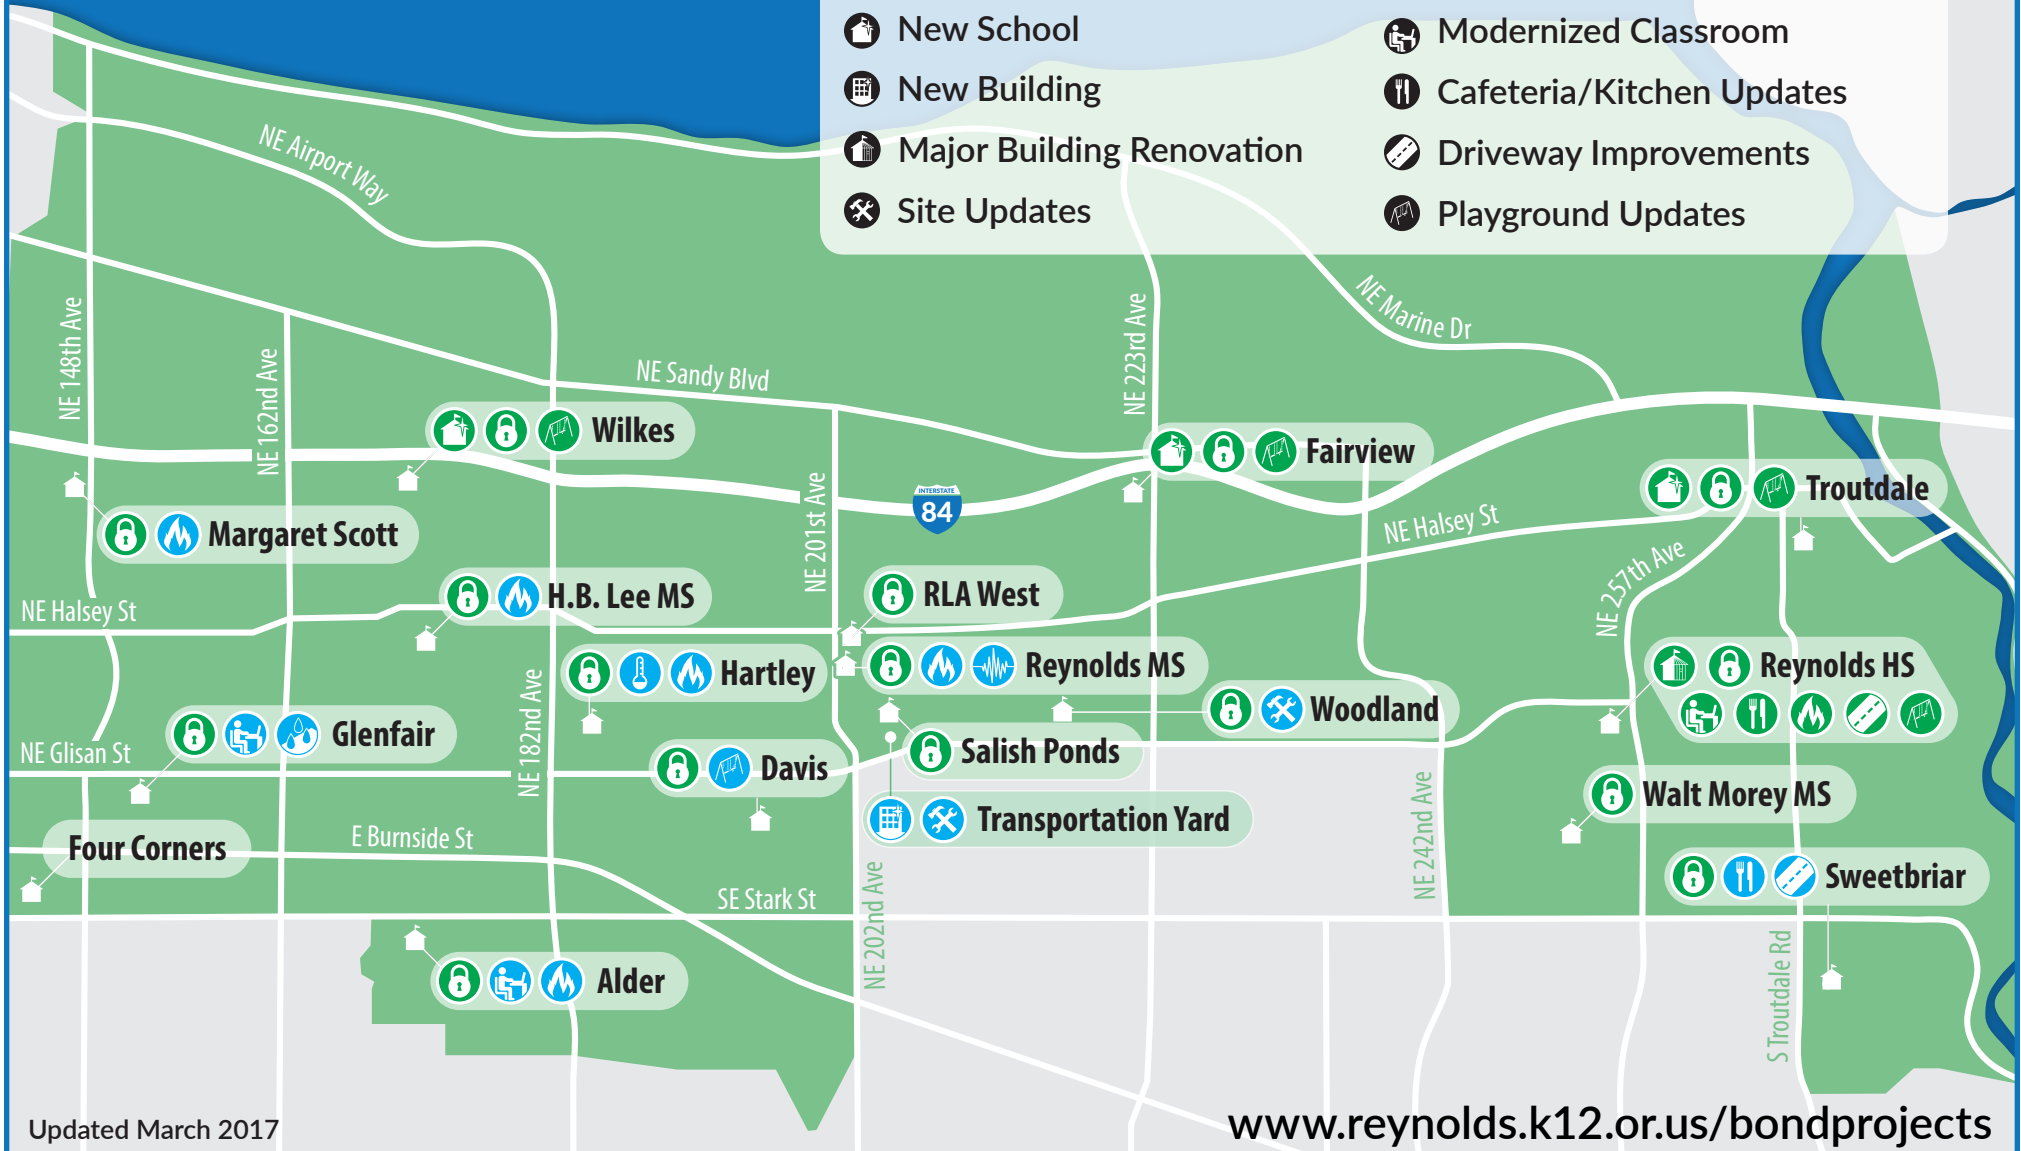 New School
Modernized Classroom
New Building
Cafeteria/Kitchen Updates
Major Building Renovation
Driveway Improvements
Site Updates
Playground Updates
NE Airport Way
NE Marine Dr
NE 148th Ave
NE 162nd Ave
NE Sandy Blvd
NE 223rd Ave
Wilkes
Fairview
Troutdale
INTERSTATE
84
NE 201st Ave
NE Halsey St
Margaret Scott
NE 257th Ave
H.B. Lee MS
RLA West
NE Halsey St
Hartley
Reynolds MS
Reynolds HS
Woodland
Glenfair
NE 182nd Ave
NE Glisan St
Salish Ponds
Davis
Walt Morey MS
Transportation Yard
NE 242nd Ave
Four Corners
E Burnside St
Sweetbriar
SE Stark St
NE 202nd Ave
Alder
S Troutdale Rd
Updated March 2017
www.reynolds.k12.or.us/bondprojects